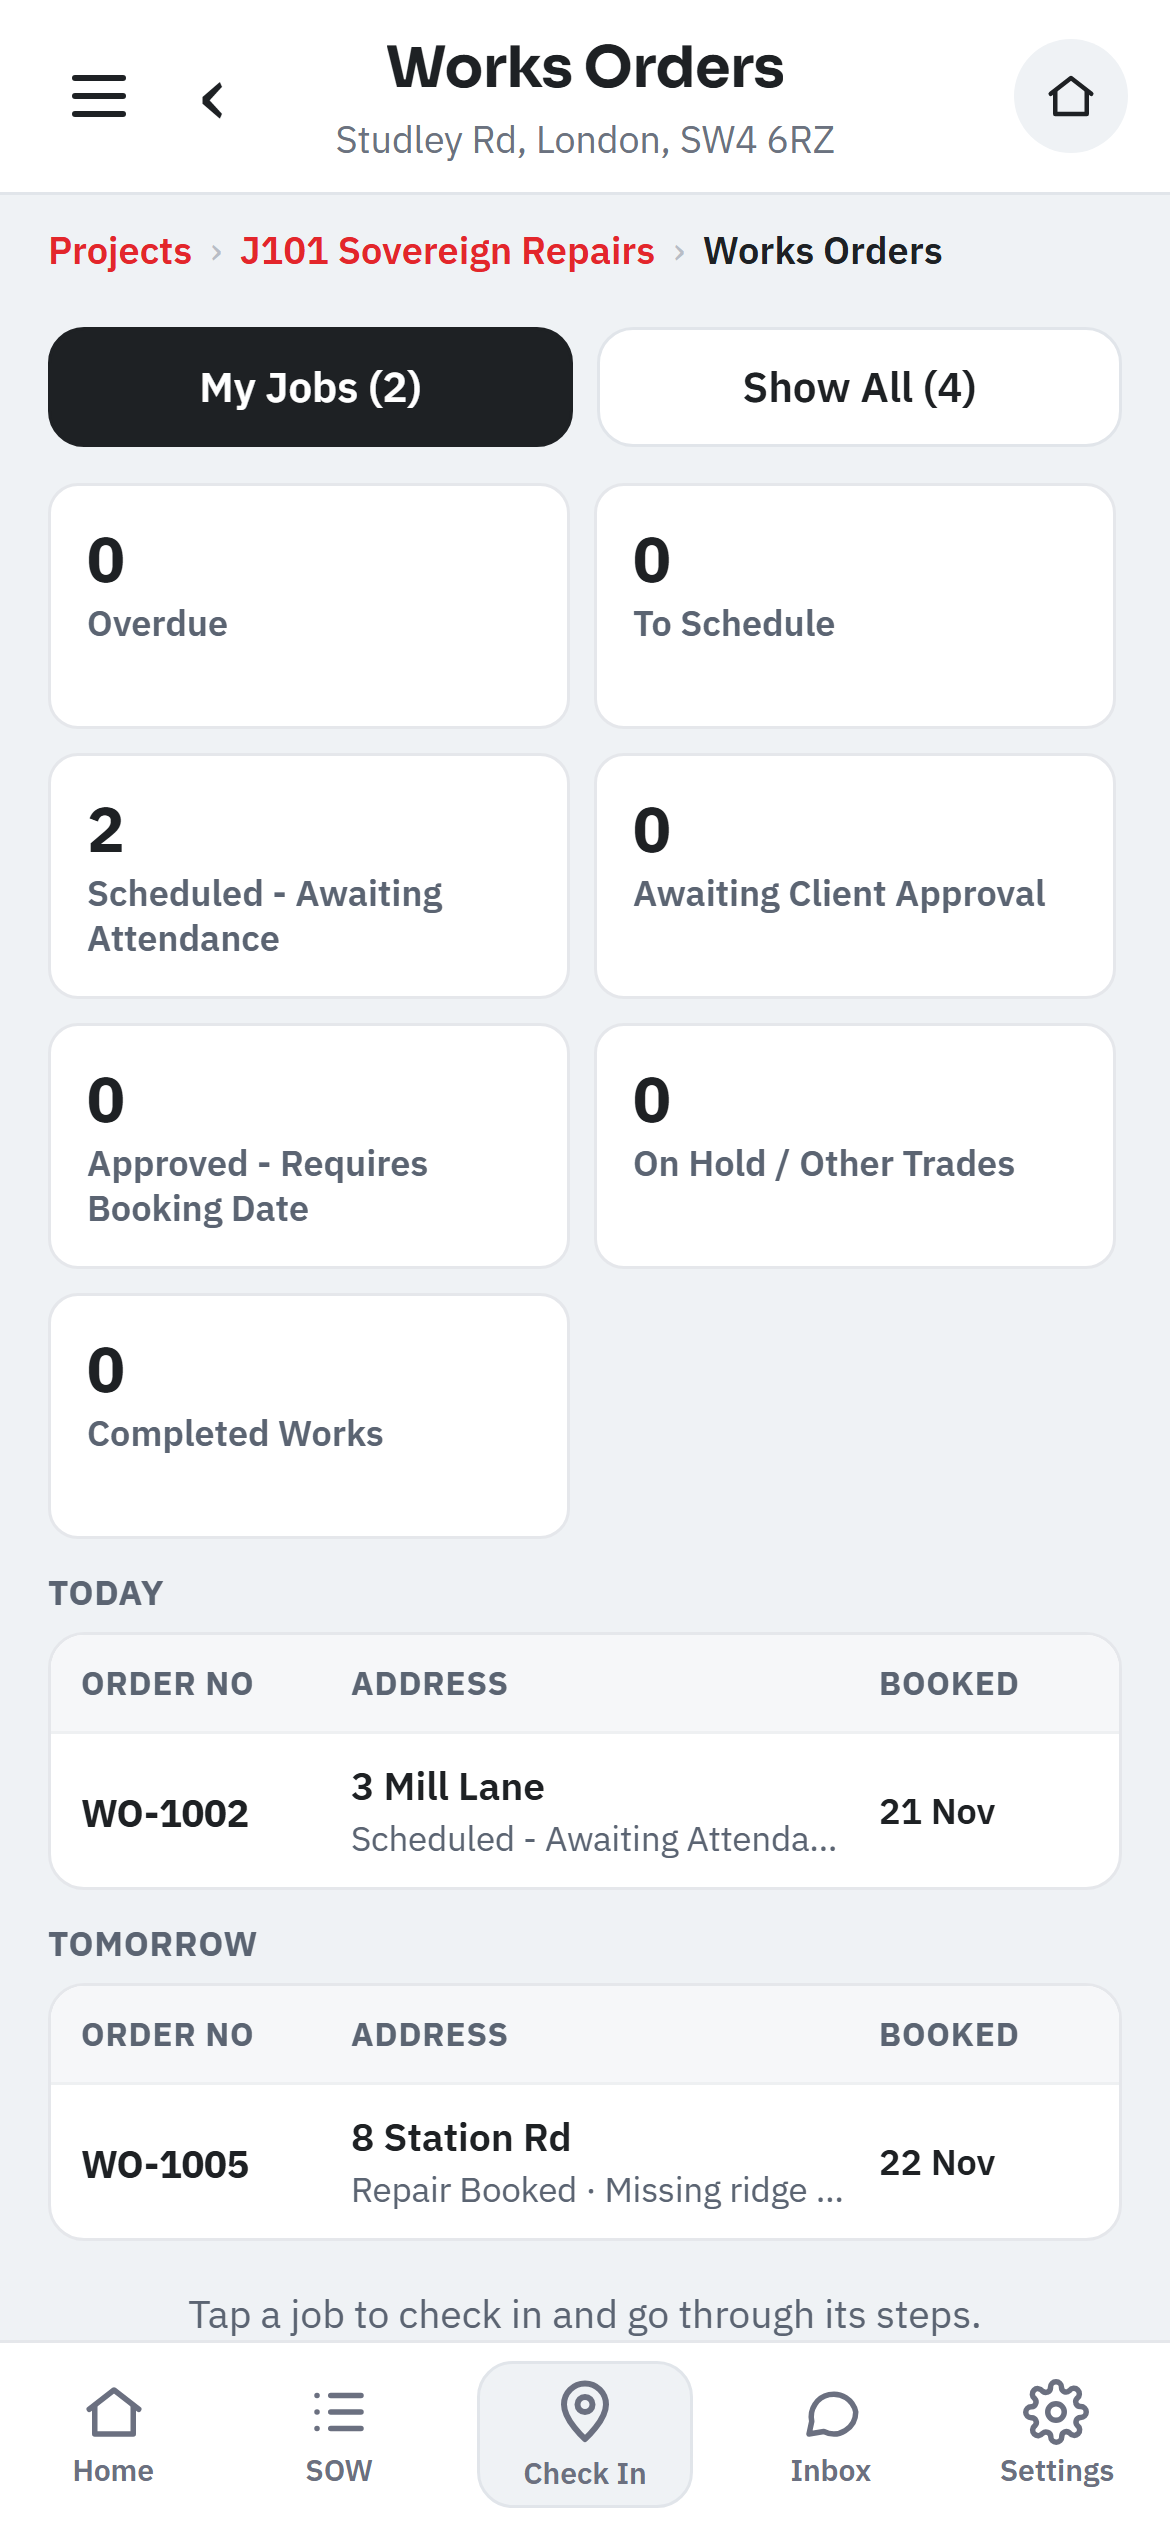 Works Orders
Studley Rd, London, SW4 6RZ
Projects › J101 Sovereign Repairs › Works Orders
My Jobs (2)
Show All (4)
0
Overdue
0
To Schedule
2
Scheduled - Awaiting
Attendance
0
Awaiting Client Approval
0
Approved - Requires
Booking Date
0
On Hold / Other Trades
0
Completed Works
TODAY
ORDER NO ADDRESS BOOKED
WO-1002
3 Mill Lane
Scheduled - Awaiting Attenda...
21 Nov
TOMORROW
ORDER NO ADDRESS BOOKED
WO-1005
8 Station Rd
Repair Booked · Missing ridge ...
22 Nov
Tap a job to check in and go through its steps.
Home
SOW
Check In
Inbox
Settings